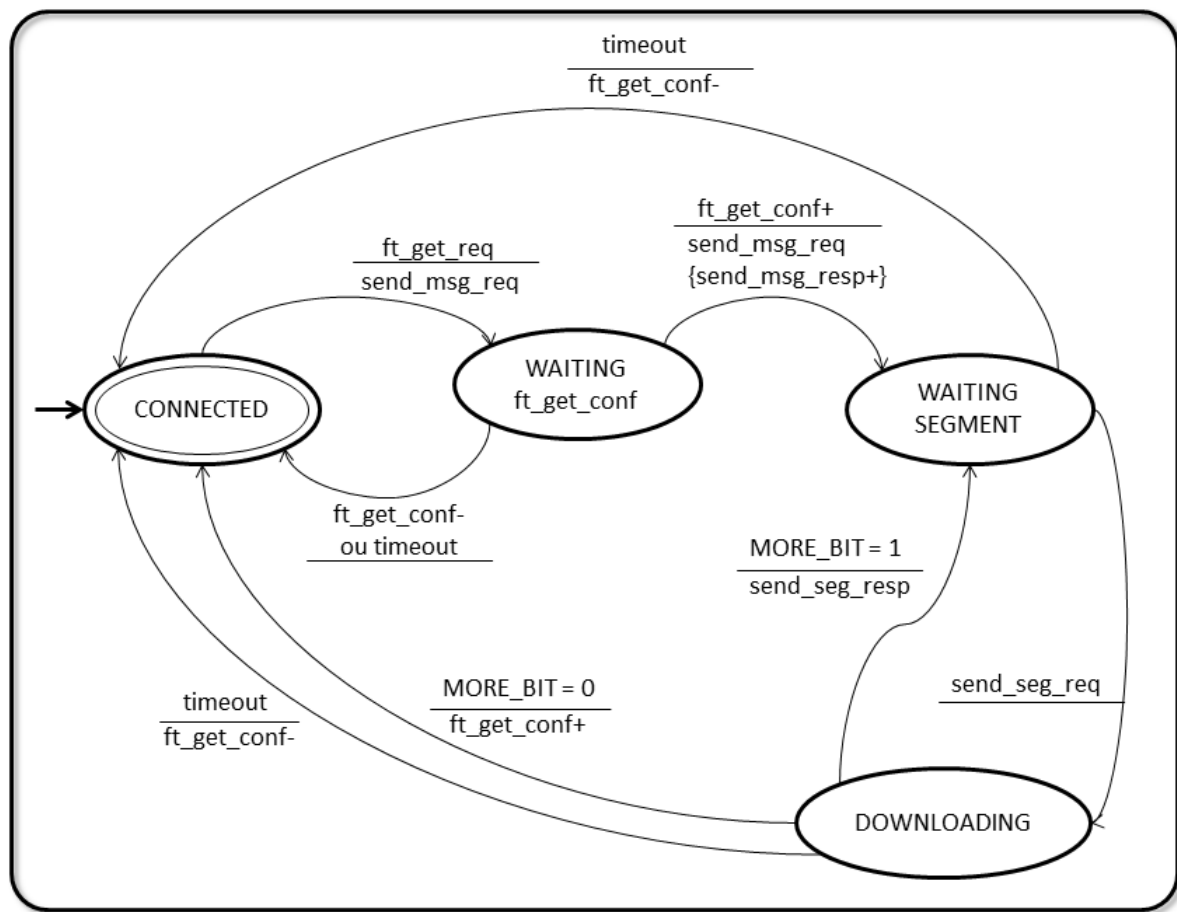 timeout
ft_get_conf-
ft_get_conf+
send_msg_req
{send_msg_resp+}
ft_get_req
send_msg_req
WAITING
ft_get_conf
CONNECTED
WAITING
SEGMENT
ft_get_conf-
ou timeout
MORE_BIT = 1
send_seg_resp
send_seg_req
timeout
ft_get_conf-
MORE_BIT = 0
ft_get_conf+
DOWNLOADING